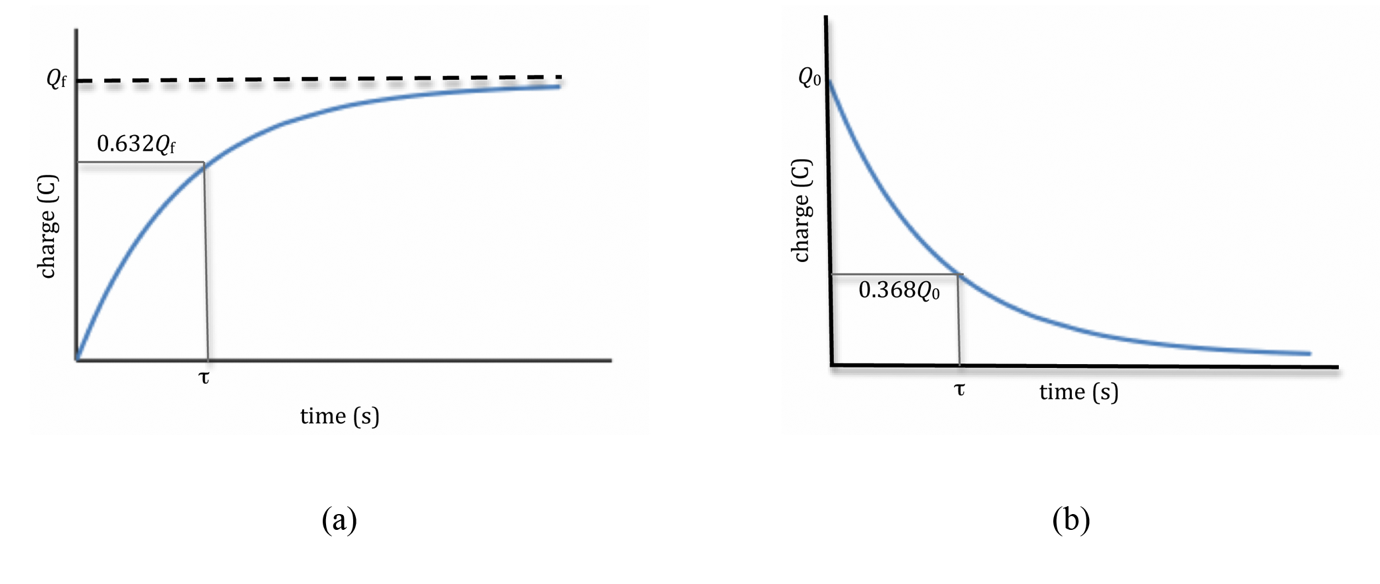 Qf
0.632Qf
charge (C)
τ
time (s)
(a)
Q0
charge (C)
0.368Q0
τ
time (s)
(b)